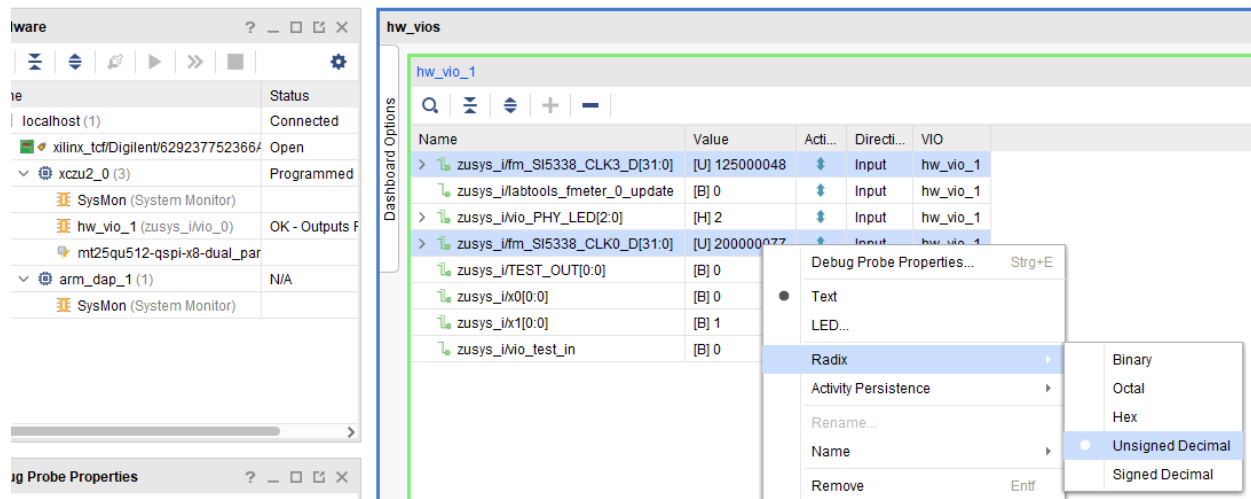 lware
ne Status
localhost (1) Connected
xilinx_tcf/Digilent/629237752366A Open
xczu2_0 (3) Programmed
SysMon (System Monitor)
hw_vio_1 (zusys_i/vio_0) OK - Outputs F
mt25qu512-qspi-x8-dual_par
arm_dap_1 (1) N/A
SysMon (System Monitor)
ug Probe Properties
hw_vios
Dashboard Options
hw_vio_1
Name Value Acti... Directi... VIO
zusys_i/fm_SI5338_CLK3_D[31:0] [U] 125000048 Input hw_vio_1
zusys_i/labtools_fmeter_0_update [B] 0 Input hw_vio_1
zusys_i/vio_PHY_LED[2:0] [H] 2 Input hw_vio_1
zusys_i/fm_SI5338_CLK0_D[31:0] [U] 200000077 Input hw_vio_1
zusys_i/TEST_OUT[0:0] [B] 0
zusys_i/x0[0:0] [B] 0
zusys_i/x1[0:0] [B] 1
zusys_i/vio_test_in [B] 0
Debug Probe Properties... Strg+E
Text
LED...
Radix
Activity Persistence
Rename...
Name
Remove Entf
Binary
Octal
Hex
Unsigned Decimal
Signed Decimal